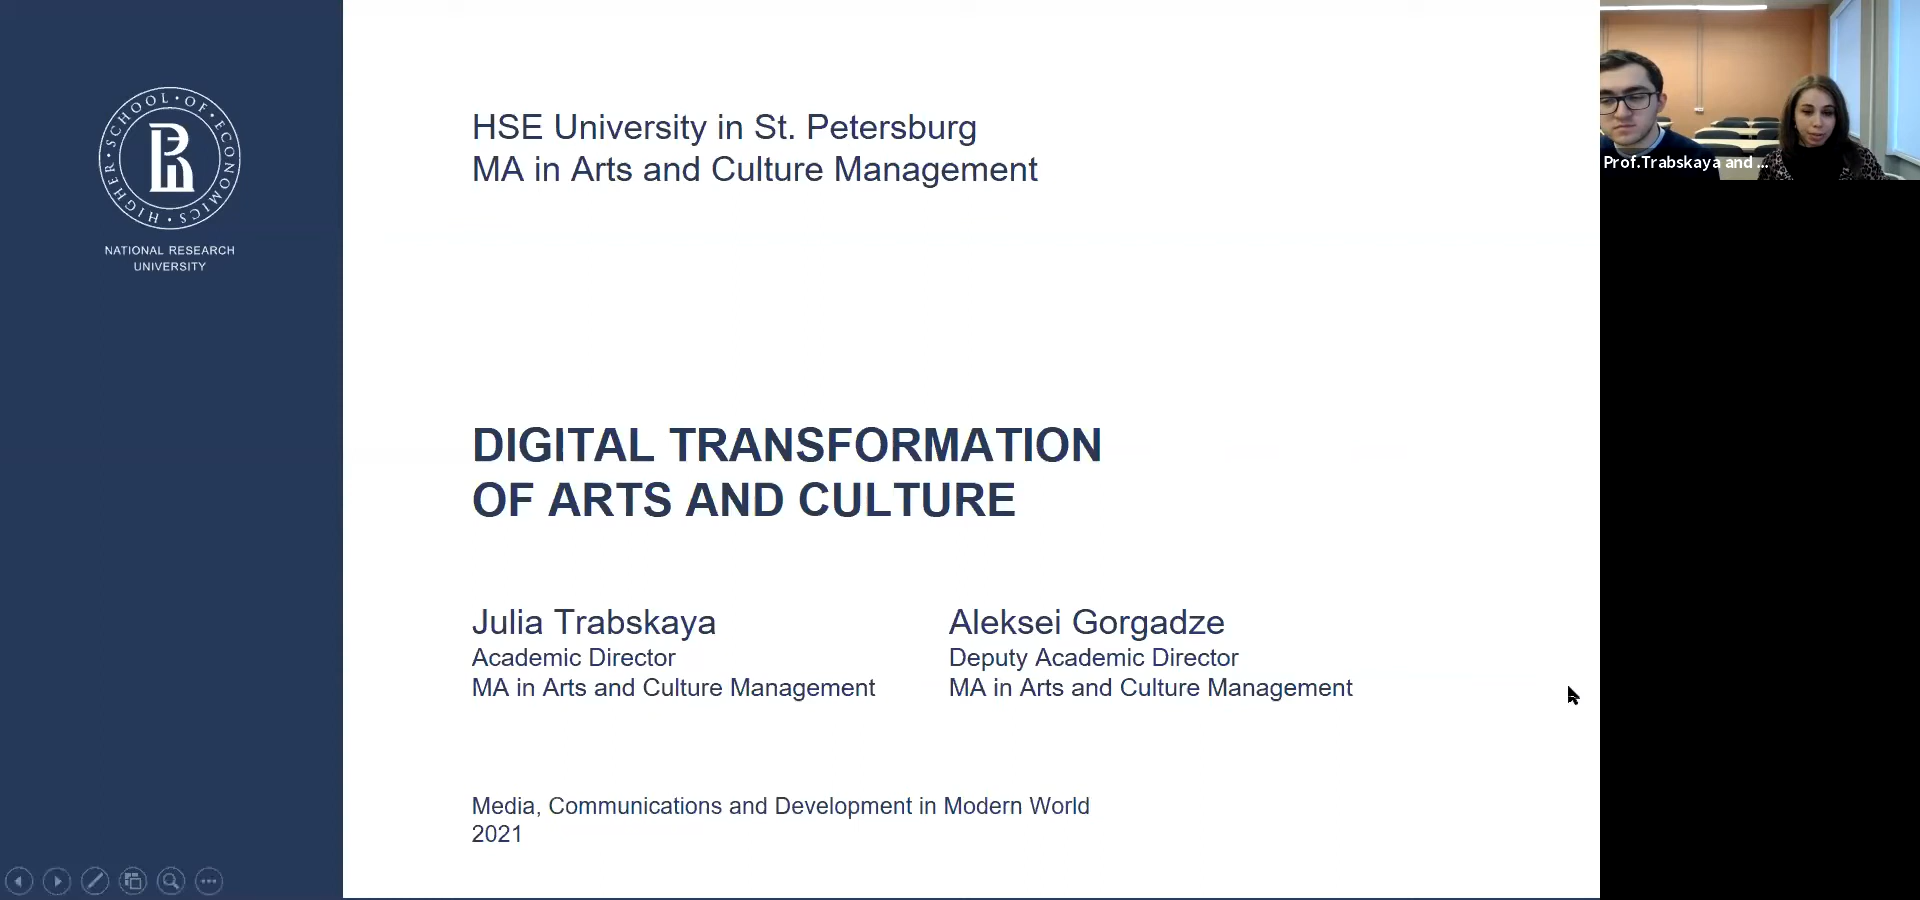 HIGHER • SCHOOL • OF • ECONOMICS •
NATIONAL RESEARCH
UNIVERSITY
HSE University in St. Petersburg
MA in Arts and Culture Management
DIGITAL TRANSFORMATION
OF ARTS AND CULTURE
Julia Trabskaya
Academic Director
MA in Arts and Culture Management
Aleksei Gorgadze
Deputy Academic Director
MA in Arts and Culture Management
Media, Communications and Development in Modern World
2021
Prof.Trabskaya and ...